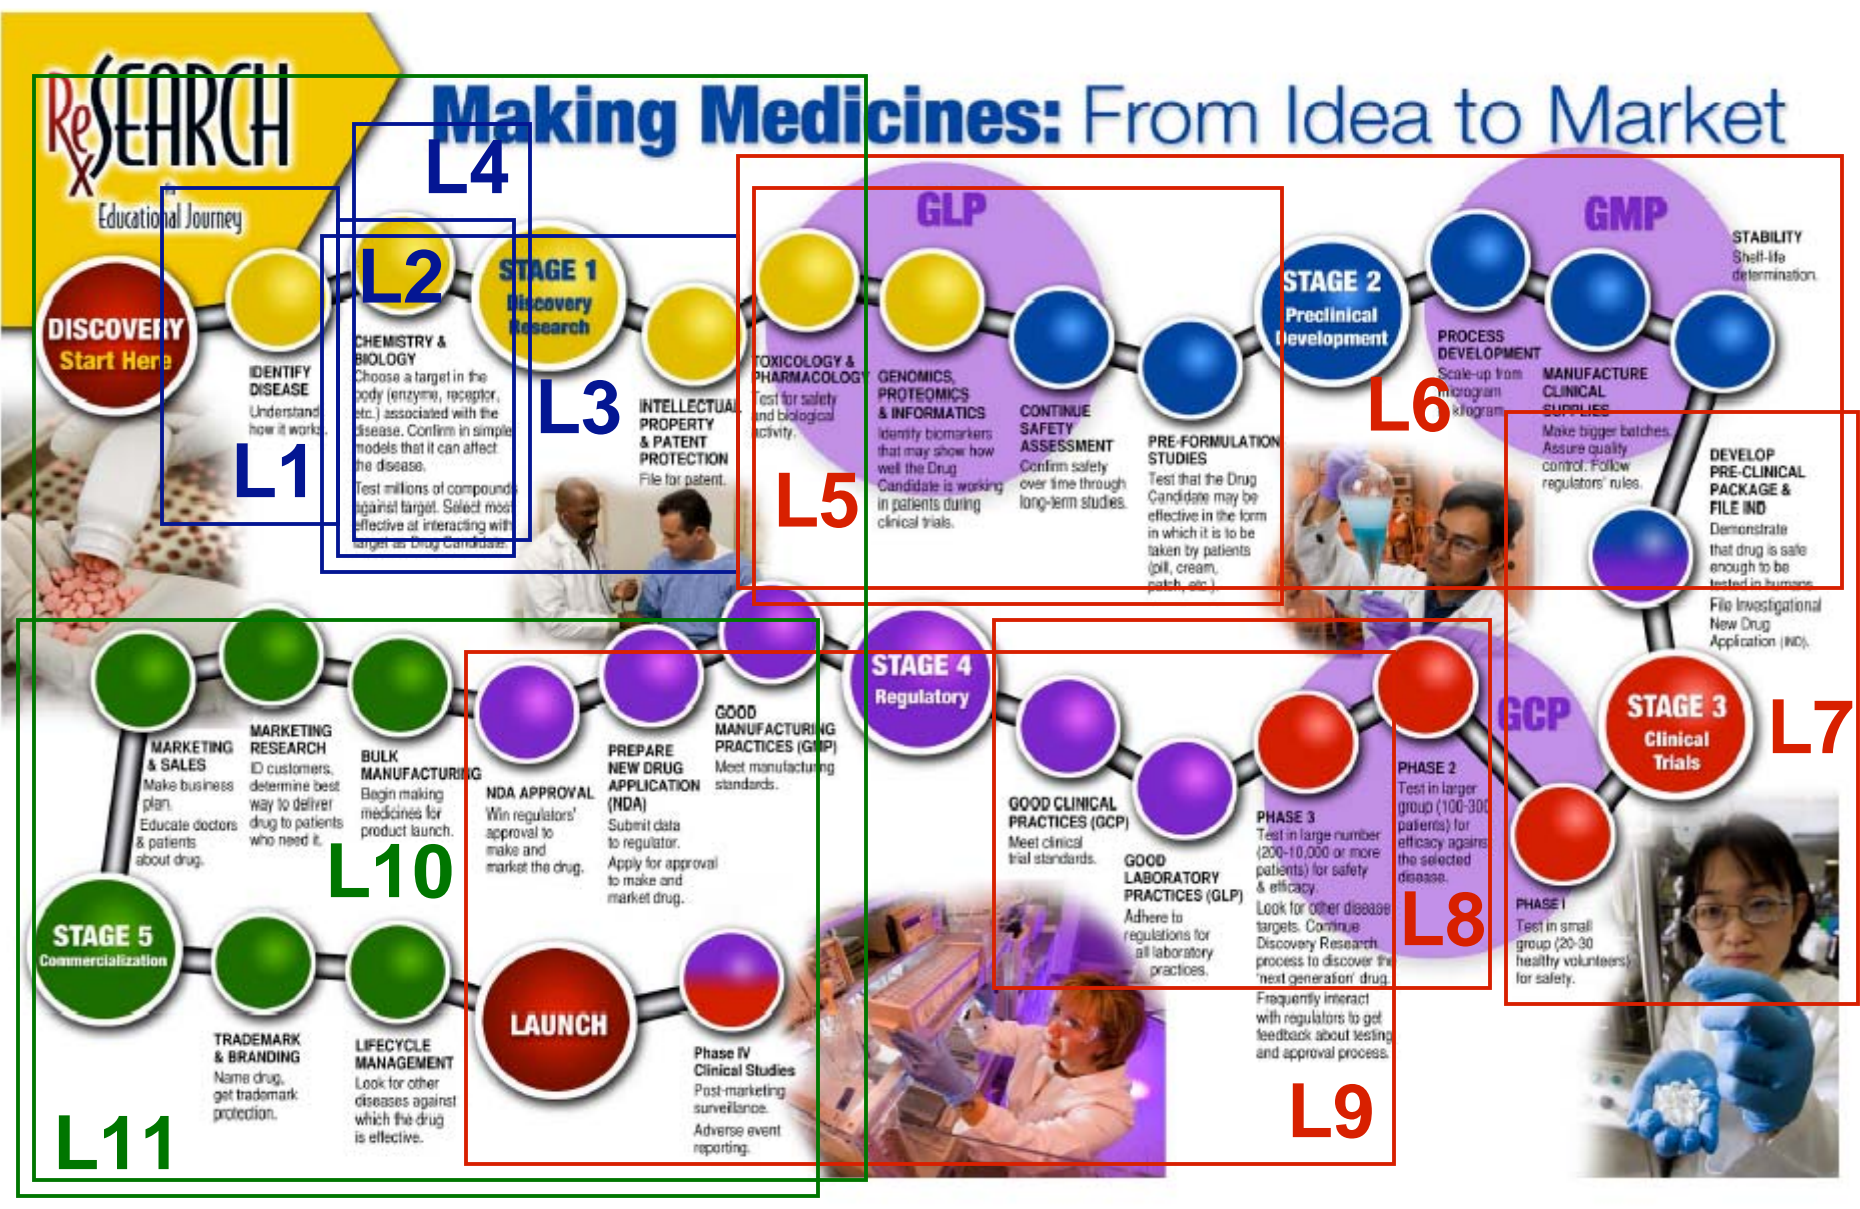 ReSEARCH
x
an
Educational Journey
Making Medicines: From Idea to Market
L4
GLP
GMP
DISCOVERY
Start Here
L1
IDENTIFY
DISEASE
Understand
how it works.
L2
CHEMISTRY &
BIOLOGY
Choose a target in the
body (enzyme, receptor,
etc.) associated with the
disease. Confirm in simple
models that it can affect
the disease.
Test millions of compounds
against target. Select most
effective at interacting with
target as Drug Candidate.
STAGE 1
Discovery
Research
L3
INTELLECTUAL
PROPERTY
& PATENT
PROTECTION
File for patent.
TOXICOLOGY &
PHARMACOLOGY
Test for safety
and biological
activity.
L5
GENOMICS,
PROTEOMICS
& INFORMATICS
Identify biomarkers
that may show how
well the Drug
Candidate is working
in patients during
clinical trials.
CONTINUE
SAFETY
ASSESSMENT
Confirm safety
over time through
long-term studies.
PRE-FORMULATION
STUDIES
Test that the Drug
Candidate may be
effective in the form
in which it is to be
taken by patients
(pill, cream,
patch, etc.).
STAGE 2
Preclinical
Development
L6
PROCESS
DEVELOPMENT
Scale-up from
microgram
to kilogram.
MANUFACTURE
CLINICAL
SUPPLIES
Make bigger batches.
Assure quality
control. Follow
regulators' rules.
STABILITY
Shelf-life
determination.
DEVELOP
PRE-CLINICAL
PACKAGE &
FILE IND
Demonstrate
that drug is safe
enough to be
tested in humans.
File Investigational
New Drug
Application (IND).
L7
STAGE 3
Clinical
Trials
GCP
PHASE I
Test in small
group (20-30
healthy volunteers)
for safety.
PHASE 2
Test in larger
group (100-300
patients) for
efficacy against
the selected
disease.
L8
PHASE 3
Test in large number
(200-10,000 or more
patients) for safety
& efficacy.
Look for other disease
targets. Continue
Discovery Research
process to discover the
'next generation' drug.
Frequently interact
with regulators to get
feedback about testing
and approval process.
L9
GOOD
LABORATORY
PRACTICES (GLP)
Adhere to
regulations for
all laboratory
practices.
GOOD CLINICAL
PRACTICES (GCP)
Meet clinical
trial standards.
STAGE 4
Regulatory
GOOD
MANUFACTURING
PRACTICES (GMP)
Meet manufacturing
standards.
PREPARE
NEW DRUG
APPLICATION
(NDA)
Submit data
to regulator.
Apply for approval
to make and
market drug.
NDA APPROVAL
Win regulators'
approval to
make and
market the drug.
BULK
MANUFACTURING
Begin making
medicines for
product launch.
L10
MARKETING
RESEARCH
ID customers,
determine best
way to deliver
drug to patients
who need it.
MARKETING
& SALES
Make business
plan.
Educate doctors
& patients
about drug.
STAGE 5
Commercialization
TRADEMARK
& BRANDING
Name drug,
get trademark
protection.
LIFECYCLE
MANAGEMENT
Look for other
diseases against
which the drug
is effective.
LAUNCH
Phase IV
Clinical Studies
Post-marketing
surveillance.
Adverse event
reporting.
L11